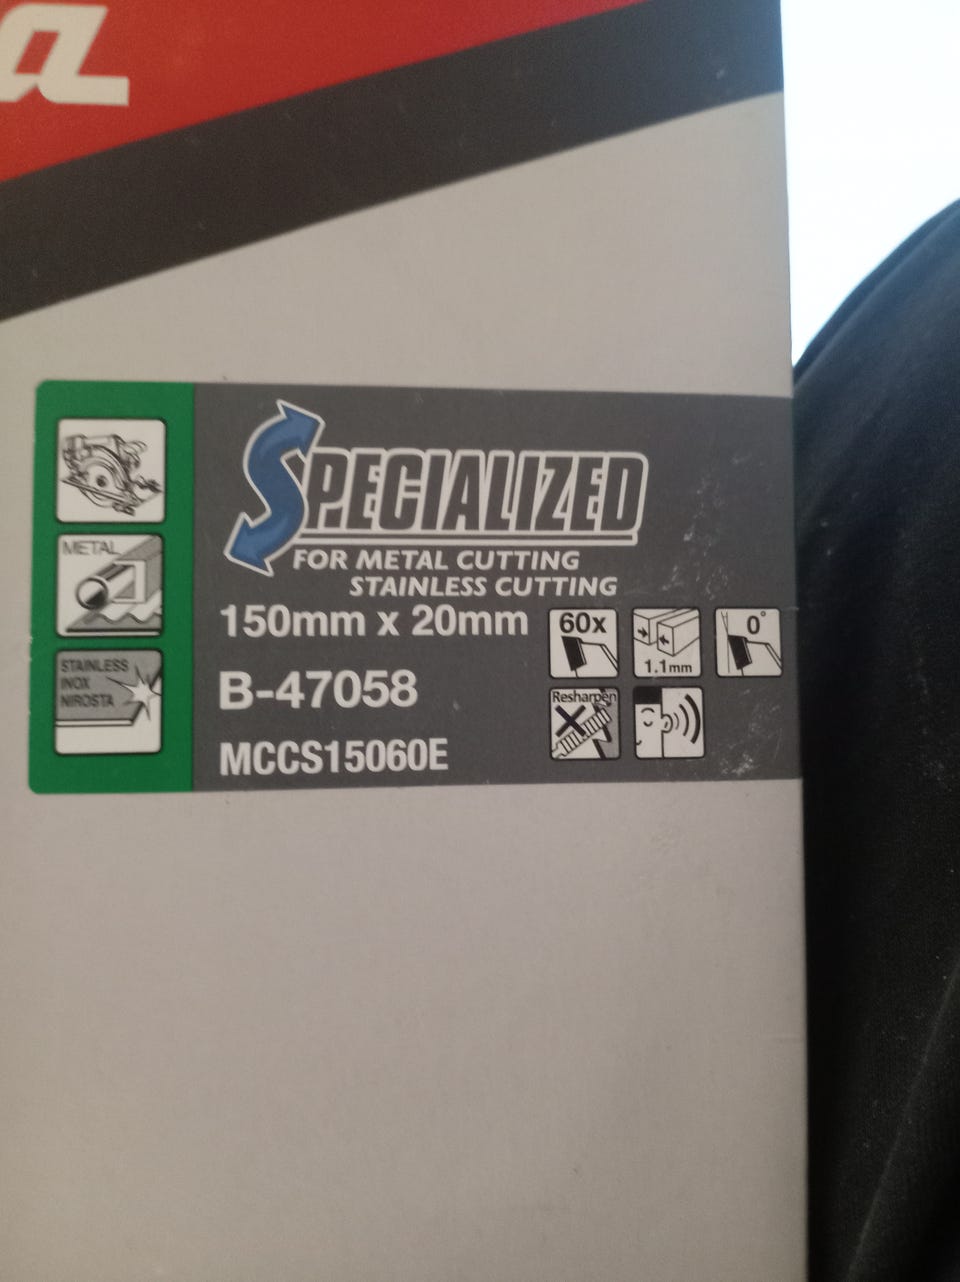 a
SPECIALIZED
FOR METAL CUTTING
STAINLESS CUTTING
METAL
STAINLESS
INOX
NIROSTA
150mm x 20mm
B-47058
MCCS15060E
60x
1.1mm
0°
Resharpen